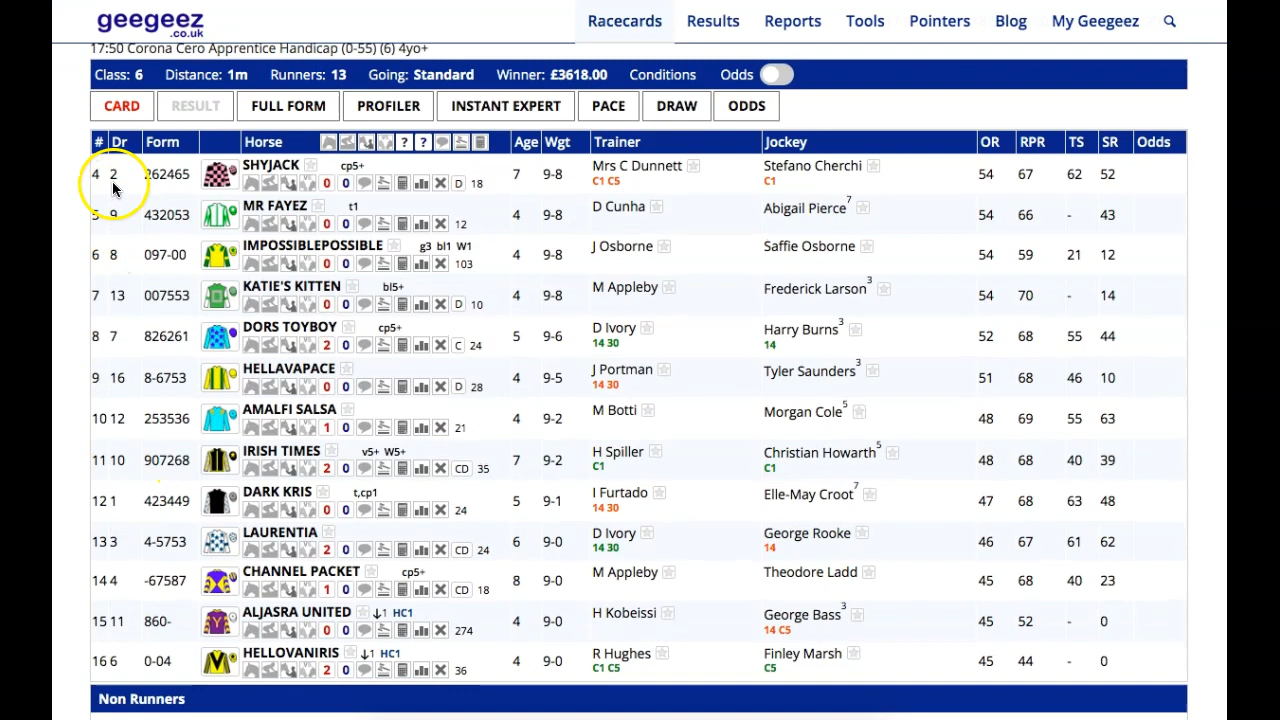 geegeez
.co.uk
Racecards Results Reports Tools Pointers Blog My Geegeez
17:50 Corona Cero Apprentice Handicap (0-55) (6) 4yo+
Class: 6 Distance: 1m Runners: 13 Going: Standard Winner: £3618.00 Conditions Odds
CARD RESULT FULL FORM PROFILER INSTANT EXPERT PACE DRAW ODDS
# Dr Form Horse ? ? Age Wgt Trainer Jockey OR RPR TS SR Odds
4 2 262465 SHYJACK cp5+ 0 0 D 18 7 9-8 Mrs C Dunnett C1 C5 Stefano Cherchi C1 54 67 62 52
5 9 432053 MR FAYEZ t1 0 0 12 4 9-8 D Cunha Abigail Pierce 7 54 66 - 43
6 8 097-00 IMPOSSIBLEPOSSIBLE g3 bl1 W1 0 0 103 4 9-8 J Osborne Saffie Osborne 54 59 21 12
7 13 007553 KATIE'S KITTEN bl5+ 0 0 D 10 4 9-8 M Appleby Frederick Larson 3 54 70 - 14
8 7 826261 DORS TOYBOY cp5+ 2 0 C 24 5 9-6 D Ivory 14 30 Harry Burns 3 14 52 68 55 44
9 16 8-6753 HELLAVAPACE 0 0 D 28 4 9-5 J Portman 14 30 Tyler Saunders 3 51 68 46 10
10 12 253536 AMALFI SALSA 1 0 21 4 9-2 M Botti Morgan Cole 5 48 69 55 63
11 10 907268 IRISH TIMES v5+ W5+ 2 0 CD 35 7 9-2 H Spiller C1 Christian Howarth 5 C1 48 68 40 39
12 1 423449 DARK KRIS t,cp1 0 0 24 5 9-1 I Furtado 14 30 Elle-May Croot 7 47 68 63 48
13 3 4-5753 LAURENTIA 2 0 CD 24 6 9-0 D Ivory 14 30 George Rooke 14 46 67 61 62
14 4 -67587 CHANNEL PACKET cp5+ 1 0 CD 18 8 9-0 M Appleby Theodore Ladd 45 68 40 23
15 11 860- ALJASRA UNITED ↓1 HC1 0 0 274 4 9-0 H Kobeissi George Bass 3 14 C5 45 52 - 0
16 6 0-04 HELLOVANIRIS ↓1 HC1 2 0 36 4 9-0 R Hughes C1 C5 Finley Marsh C5 45 44 - 0
Non Runners